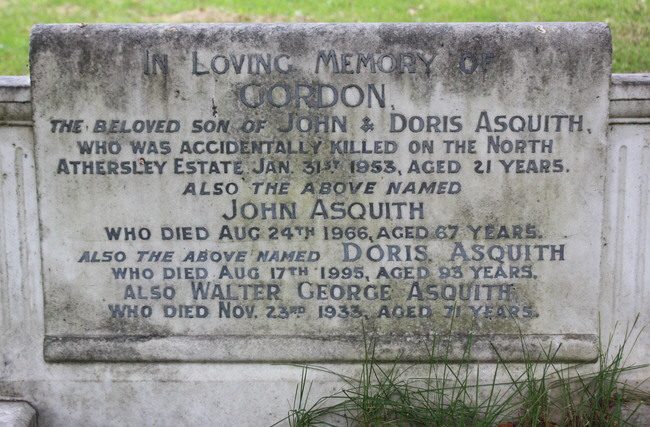 In Loving Memory of
GORDON,
THE BELOVED SON OF JOHN & DORIS ASQUITH,
WHO WAS ACCIDENTALLY KILLED ON THE NORTH
ATHERSLEY ESTATE JAN. 31ST 1953, AGED 21 YEARS.
ALSO THE ABOVE NAMED
JOHN ASQUITH
WHO DIED AUG 24TH 1966, AGED 67 YEARS.
ALSO THE ABOVE NAMED DORIS ASQUITH
WHO DIED AUG 17TH 1995, AGED 93 YEARS,
ALSO WALTER GEORGE ASQUITH
WHO DIED NOV. 23RD 1933, AGED 71 YEARS.